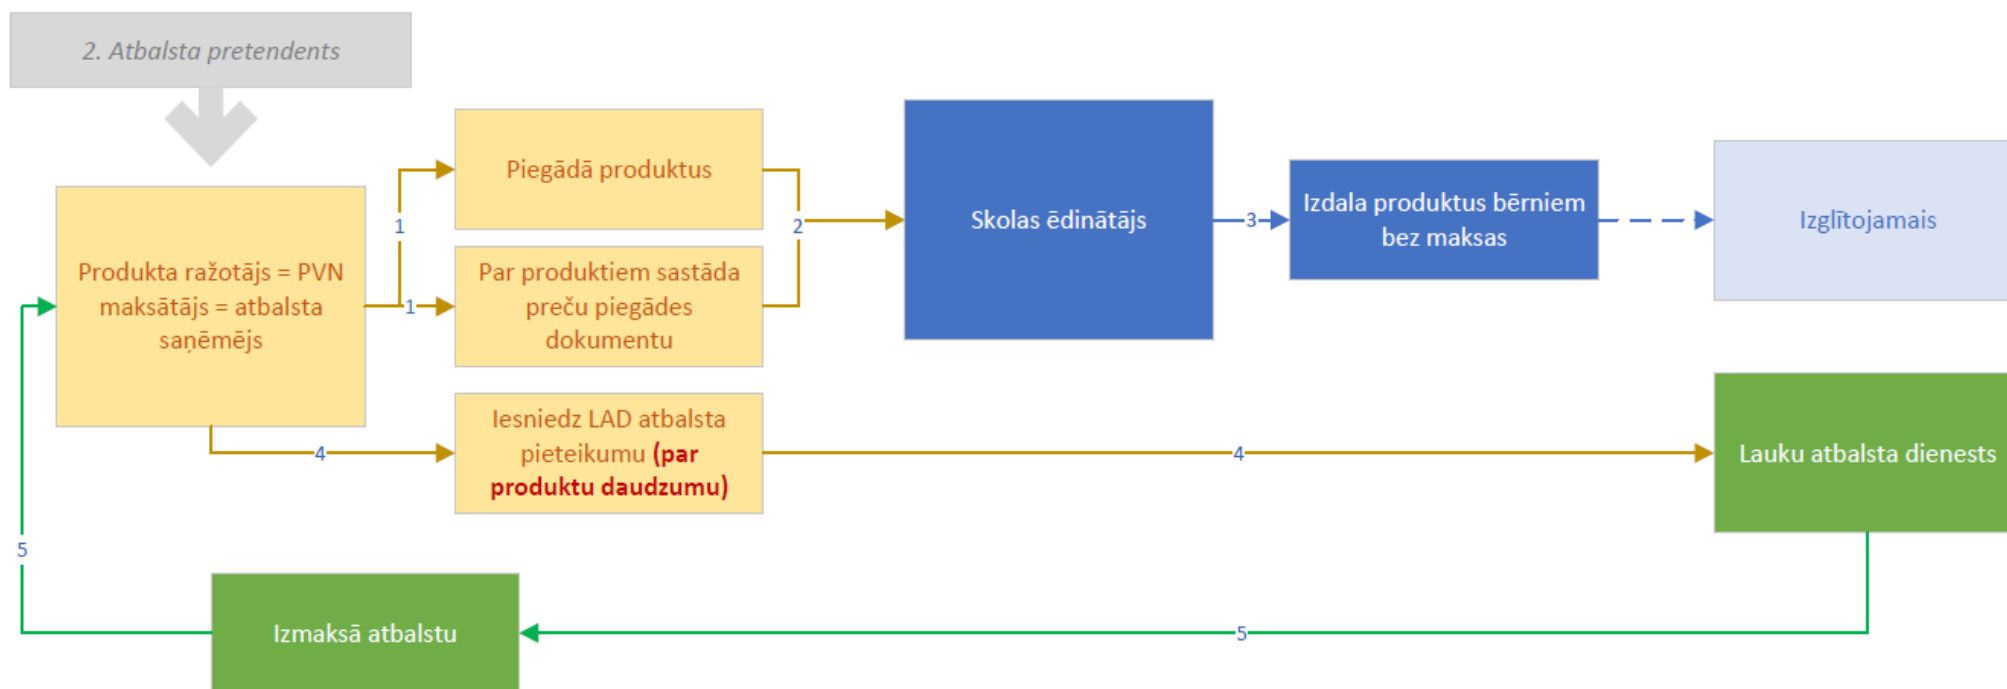 2. Atbalsta pretendents
Piegādā produktus
1
2
Produkta ražotājs = PVN
maksātājs = atbalsta
saņēmējs
1
Par produktiem sastāda
preču piegādes
dokumentu
Skolas ēdinātājs
3
Izdala produktus bērniem
bez maksas
Izglītojamais
4
Iesniedz LAD atbalsta
pieteikumu (par
produktu daudzumu)
4
Lauku atbalsta dienests
5
Izmaksā atbalstu
5